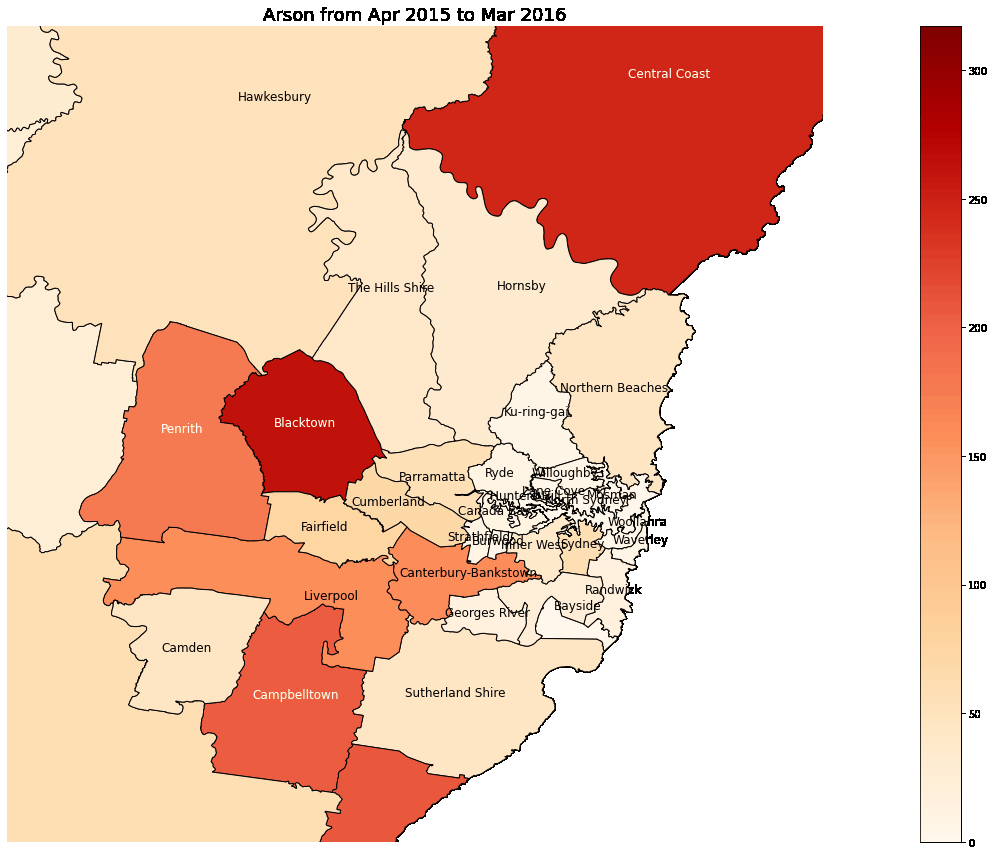 Arson from Apr 2015 to Mar 2016
Central Coast
Hawkesbury
The Hills Shire
Hornsby
Northern Beaches
Ku-ring-gai
Penrith
Blacktown
Parramatta
Ryde
Willoughby
Lane Cove
Mosman
North Sydney
Cumberland
Canada Bay
Woollahra
Fairfield
Strathfield
Burwood
Inner West
Sydney
Waverley
Canterbury-Bankstown
Liverpool
Randwick
Bayside
Georges River
Camden
Campbelltown
Sutherland Shire
300
250
200
150
100
50
0